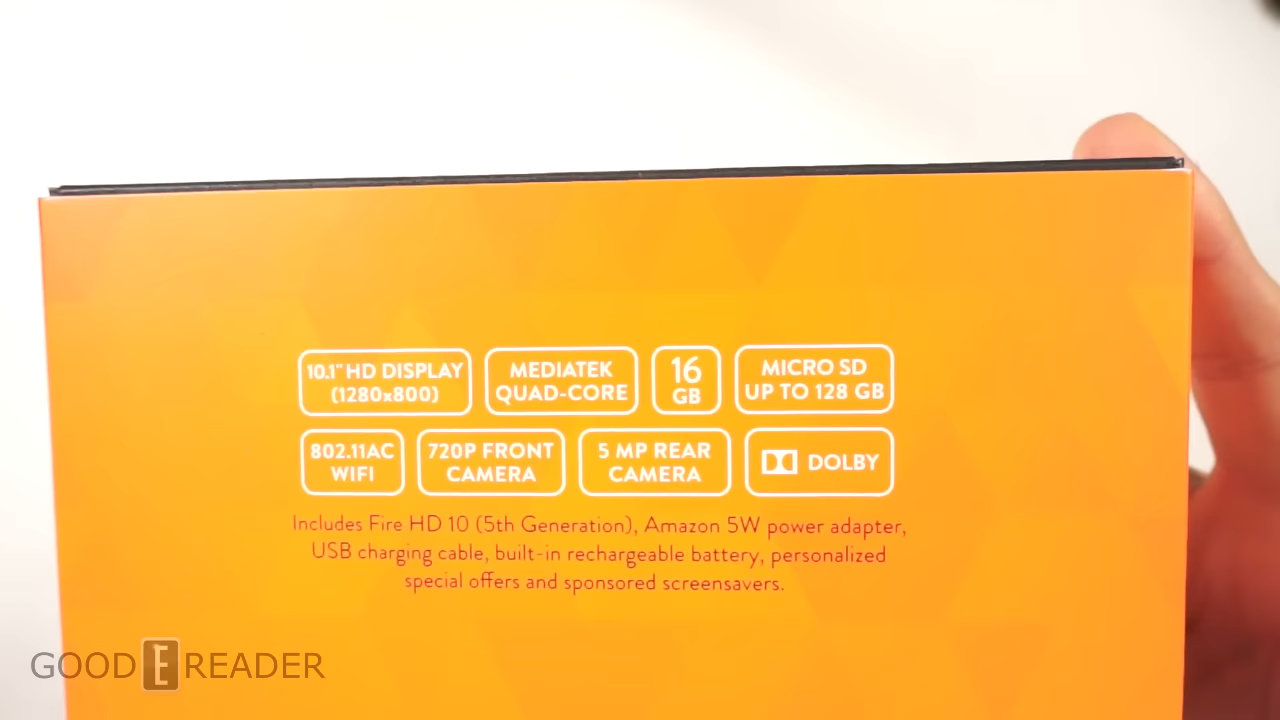 10.1" HD DISPLAY
(1280x800)
MEDIATEK
QUAD-CORE
16
GB
MICRO SD
UP TO 128 GB
802.11AC
WIFI
720P FRONT
CAMERA
5 MP REAR
CAMERA
DOLBY
Includes Fire HD 10 (5th Generation), Amazon 5W power adapter,
USB charging cable, built-in rechargeable battery, personalized
special offers and sponsored screensavers.
GOOD E READER